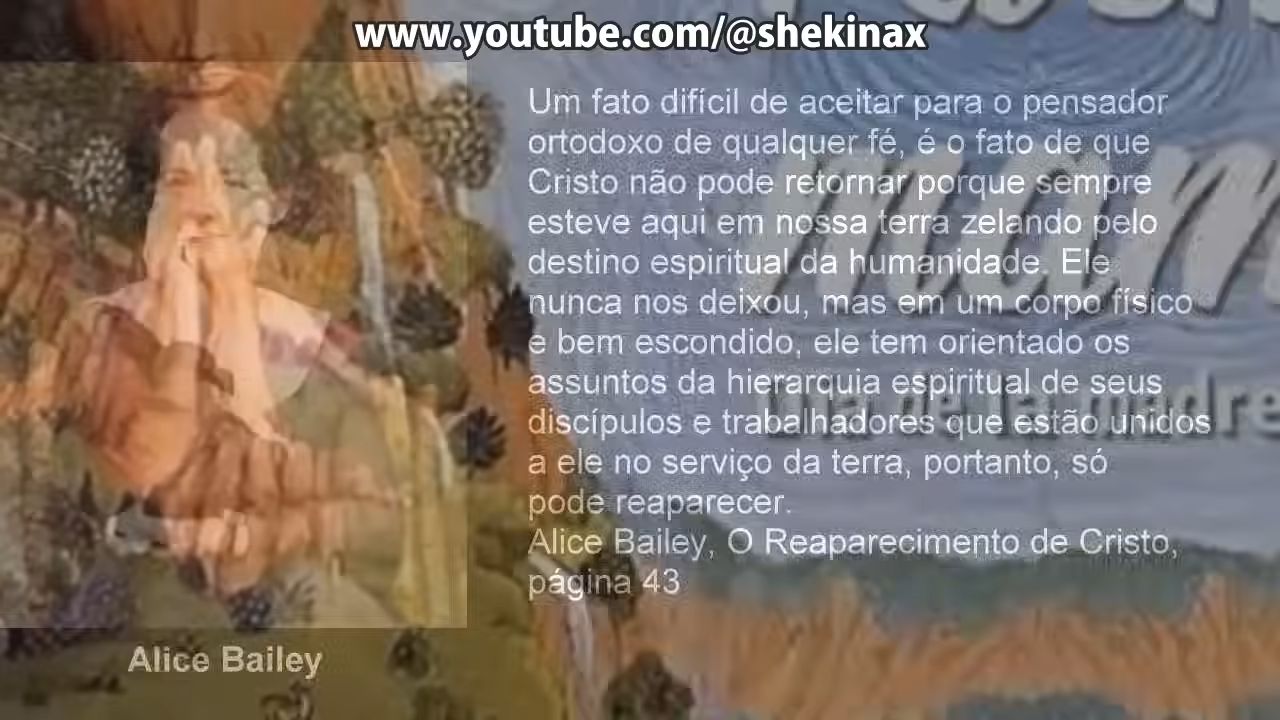 www.youtube.com/@shekinax
Um fato difícil de aceitar para o pensador
ortodoxo de qualquer fé, é o fato de que
Cristo não pode retornar porque sempre
esteve aqui em nossa terra zelando pelo
destino espiritual da humanidade. Ele
nunca nos deixou, mas em um corpo físico
e bem escondido, ele tem orientado os
assuntos da hierarquia espiritual de seus
discípulos e trabalhadores que estão unidos
a ele no serviço da terra, portanto, só
pode reaparecer.
Alice Bailey, O Reaparecimento de Cristo,
página 43
Alice Bailey